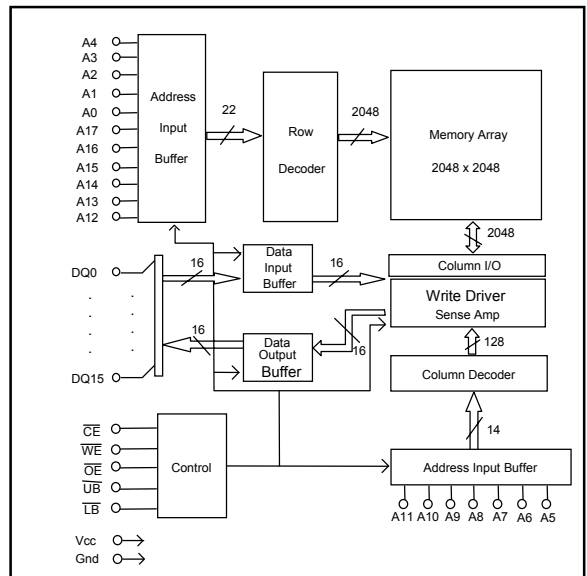 A4
A3
A2
A1
A0
A17
A16
A15
A14
A13
A12
Address
Input
Buffer
22
Row
Decoder
2048
Memory Array
2048 x 2048
2048
Column I/O
Write Driver
Sense Amp
128
Column Decoder
14
Address Input Buffer
A11 A10 A9 A8 A7 A6 A5
DQ0
DQ15
16
Data
Input
Buffer
16
16
Data
Output
Buffer
16
CE
WE
OE
UB
LB
Control
Vcc
Gnd